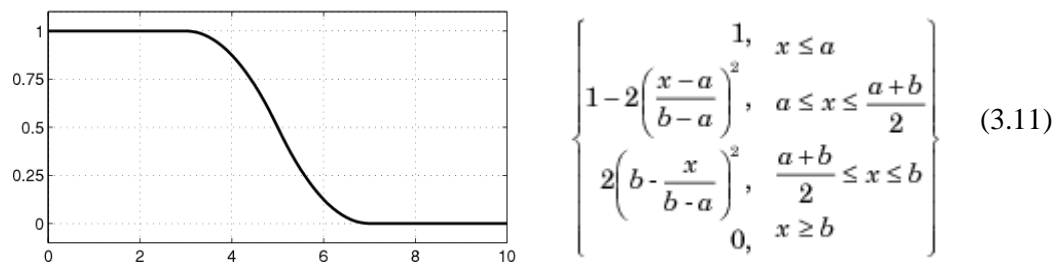 1
0.75
0.5
0.25
0
0 2 4 6 8 10
1, x ≤ a
1 − 2((x − a)/(b − a))², a ≤ x ≤ (a + b)/2
2(b - x/(b - a))², (a + b)/2 ≤ x ≤ b
0, x ≥ b
(3.11)